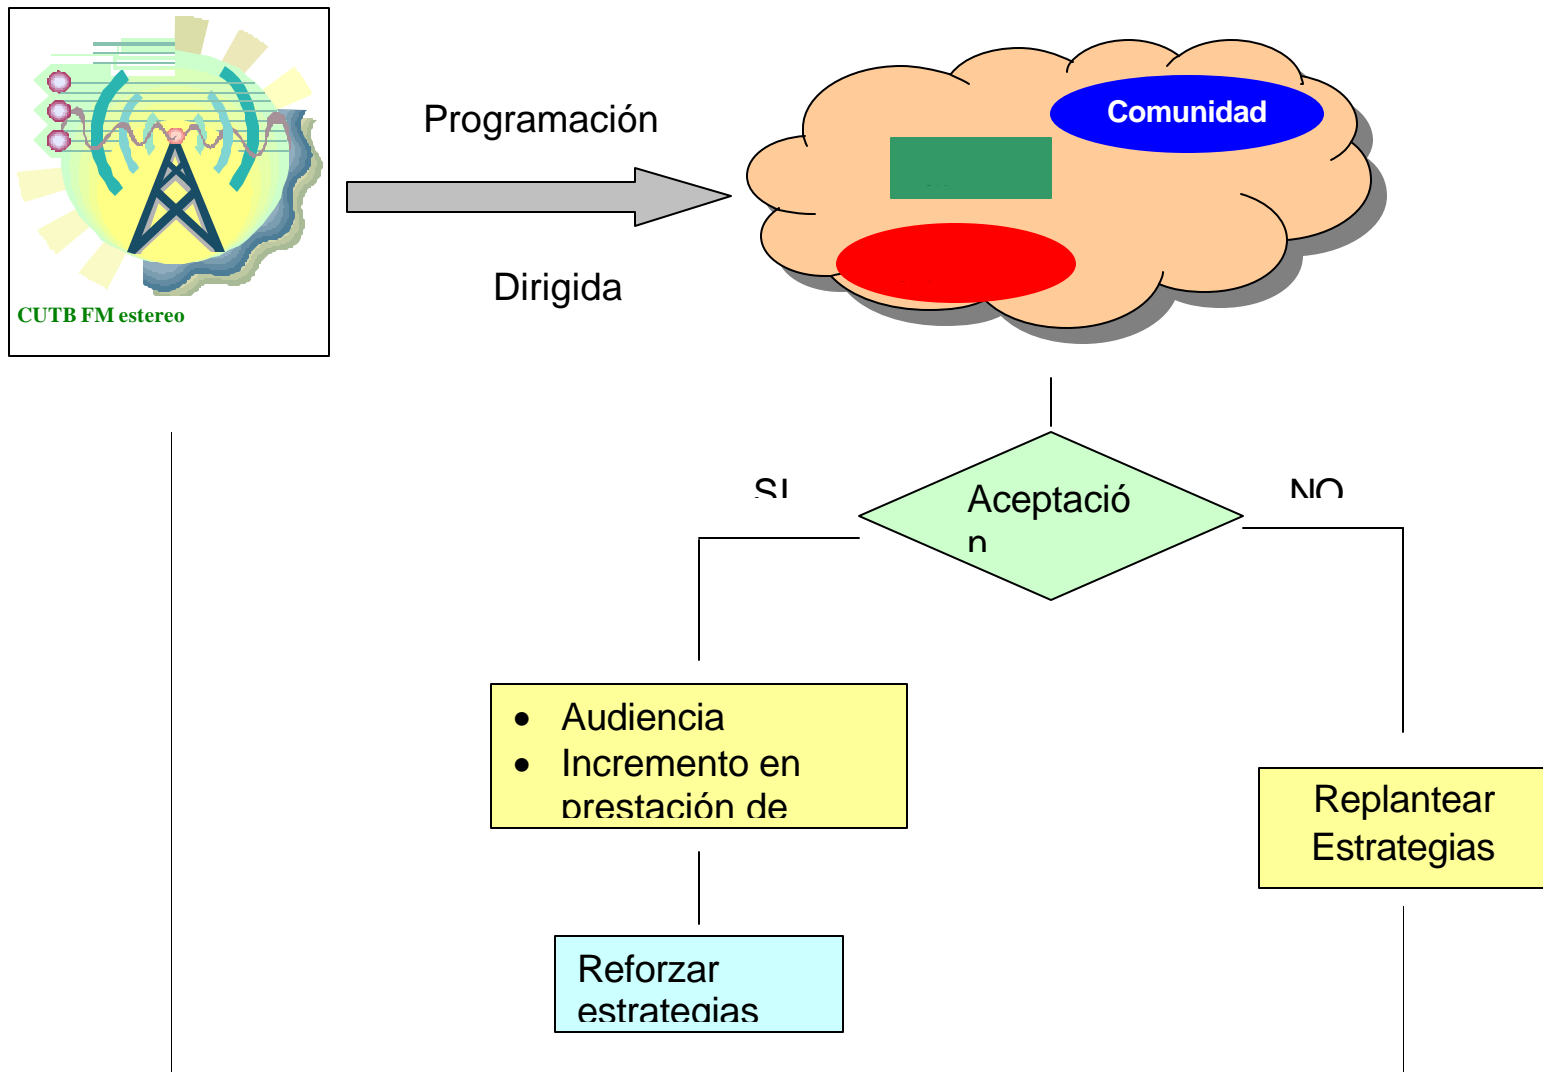 Programación
Dirigida
CUTB FM estereo
Comunidad
SI
NO
Aceptació
n
• Audiencia
• Incremento en
prestación de
Replantear
Estrategias
Reforzar
estrategias